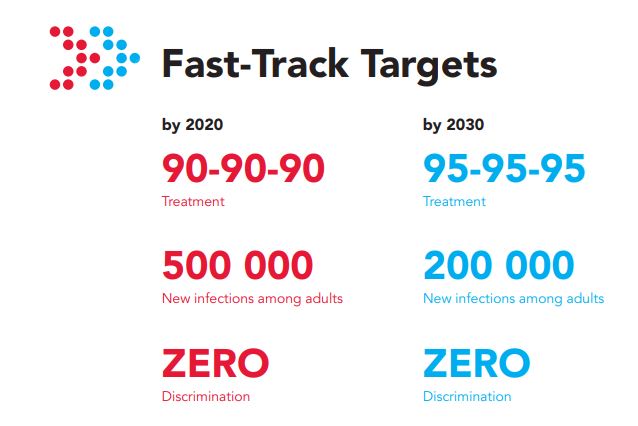 Fast-Track Targets
by 2020
90-90-90
Treatment
500 000
New infections among adults
ZERO
Discrimination
by 2030
95-95-95
Treatment
200 000
New infections among adults
ZERO
Discrimination